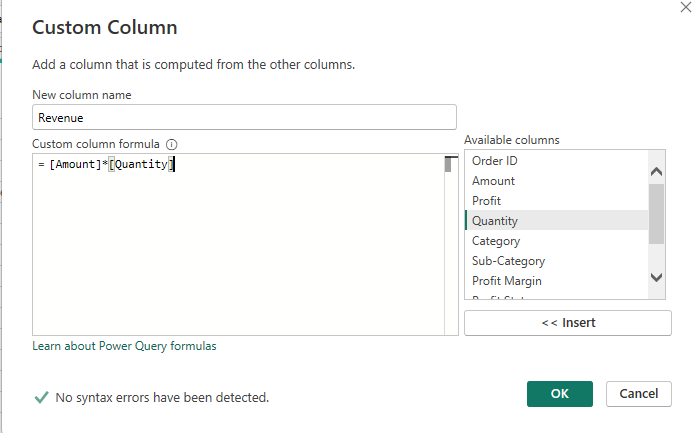 Custom Column
Add a column that is computed from the other columns.
New column name
Revenue
Custom column formula
= [Amount]*[Quantity]
Available columns
Order ID
Amount
Profit
Quantity
Category
Sub-Category
Profit Margin
<< Insert
Learn about Power Query formulas
No syntax errors have been detected.
OK
Cancel